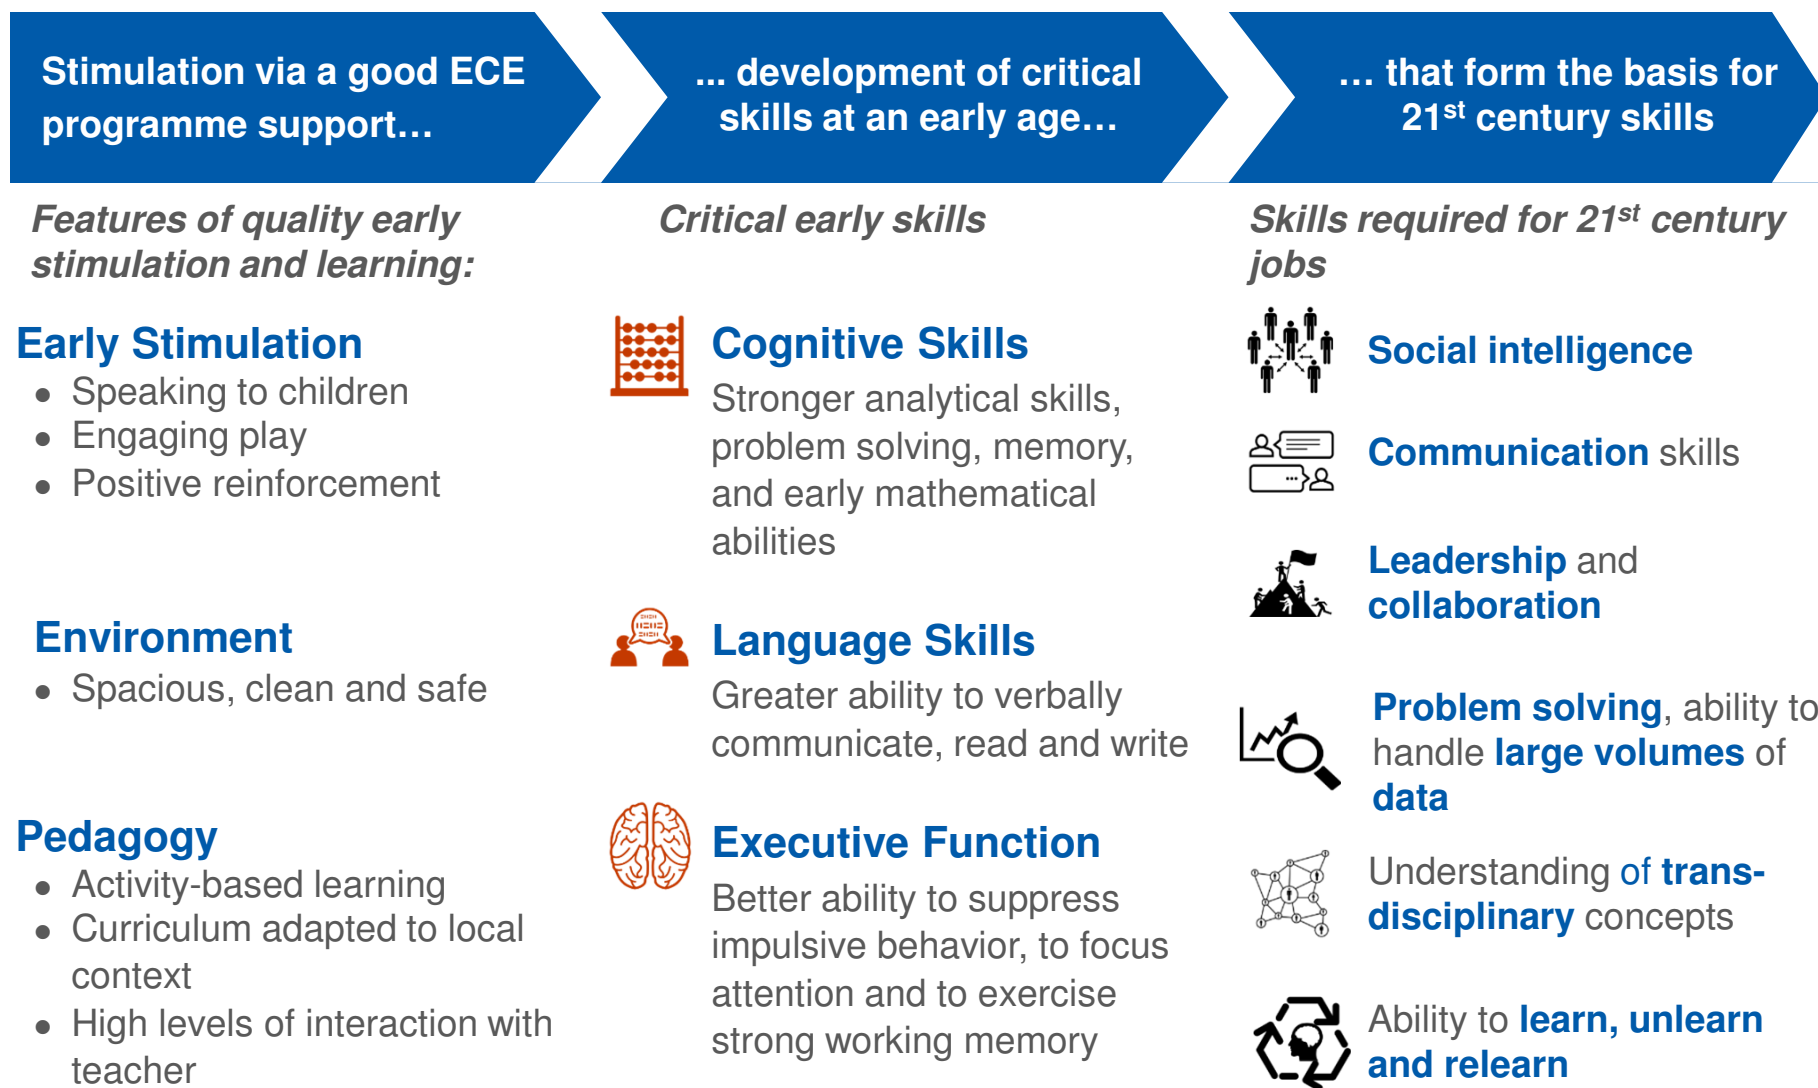 Stimulation via a good ECE
programme support…
... development of critical
skills at an early age…
… that form the basis for
21st century skills
Features of quality early
stimulation and learning:
Early Stimulation
● Speaking to children
● Engaging play
● Positive reinforcement
Environment
● Spacious, clean and safe
Pedagogy
● Activity-based learning
● Curriculum adapted to local
context
● High levels of interaction with
teacher
Critical early skills
Cognitive Skills
Stronger analytical skills,
problem solving, memory,
and early mathematical
abilities
Language Skills
Greater ability to verbally
communicate, read and write
Executive Function
Better ability to suppress
impulsive behavior, to focus
attention and to exercise
strong working memory
Skills required for 21st century
jobs
Social intelligence
Communication skills
Leadership and
collaboration
Problem solving, ability to
handle large volumes of
data
Understanding of trans-
disciplinary concepts
Ability to learn, unlearn
and relearn